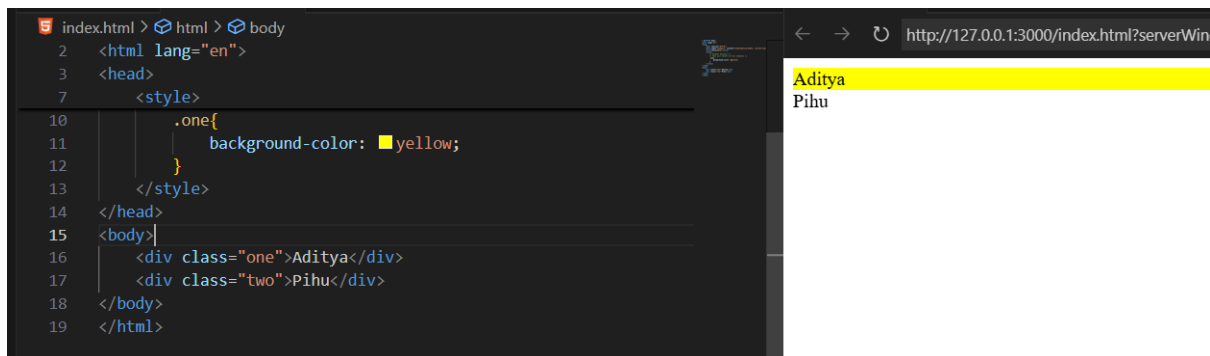 index.html > html > body
2 <html lang="en">
3 <head>
7 <style>
10 .one{
11 background-color: yellow;
12 }
13 </style>
14 </head>
15 <body>
16 <div class="one">Aditya</div>
17 <div class="two">Pihu</div>
18 </body>
19 </html>
http://127.0.0.1:3000/index.html?serverWin
Aditya
Pihu